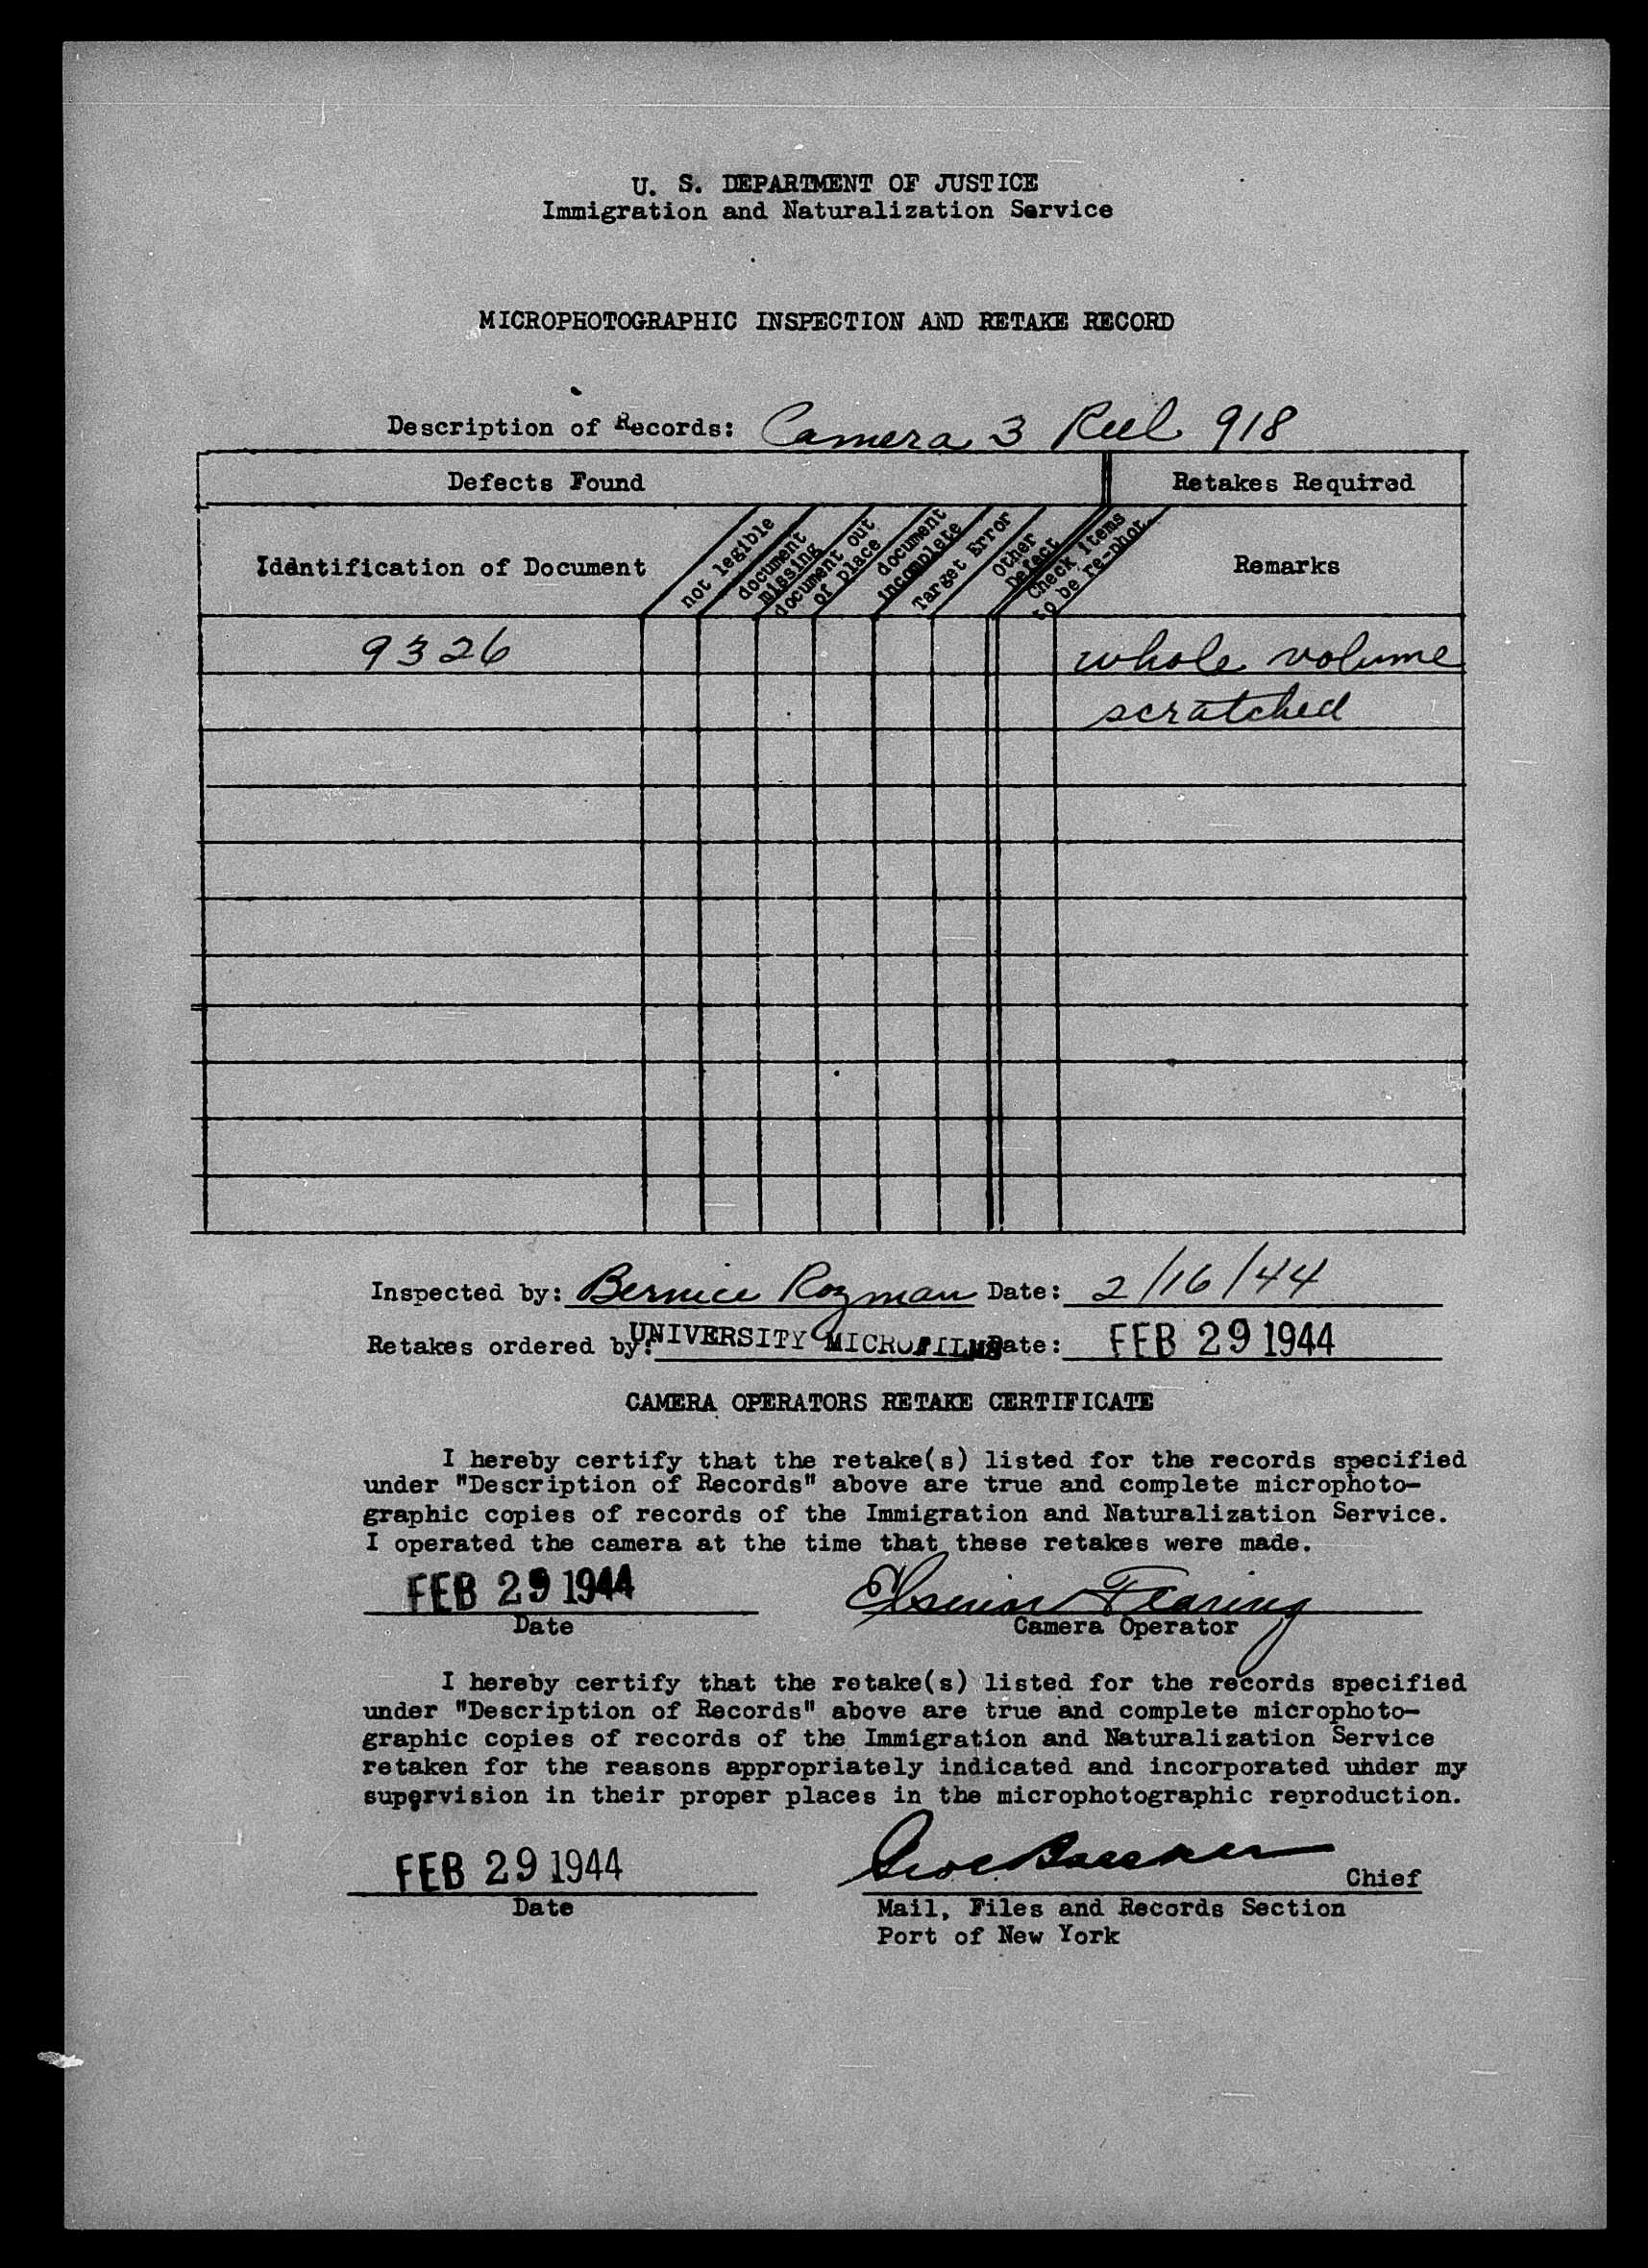 U. S. DEPARTMENT OF JUSTICE
Immigration and Naturalization Service
MICROPHOTOGRAPHIC INSPECTION AND RETAKE RECORD
Description of Records: Camera 3 Reel 918
Defects Found
Retakes Required
Identification of Document
not legible
document missing
document out of place
document incomplete
Target Error
Other Defect
Check items to be re-phot.
Remarks
9326 whole volume
scratched
Inspected by: Bernice Rozman Date: 2/16/44
Retakes ordered by: UNIVERSITY MICROFILMS Date: FEB 29 1944
CAMERA OPERATORS RETAKE CERTIFICATE
I hereby certify that the retake(s) listed for the records specified
under "Description of Records" above are true and complete microphoto-
graphic copies of records of the Immigration and Naturalization Service.
I operated the camera at the time that these retakes were made.
FEB 29 1944
Date
Camera Operator
I hereby certify that the retake(s) listed for the records specified
under "Description of Records" above are true and complete microphoto-
graphic copies of records of the Immigration and Naturalization Service
retaken for the reasons appropriately indicated and incorporated under my
supervision in their proper places in the microphotographic reproduction.
FEB 29 1944
Chief
Date
Mail, Files and Records Section
Port of New York